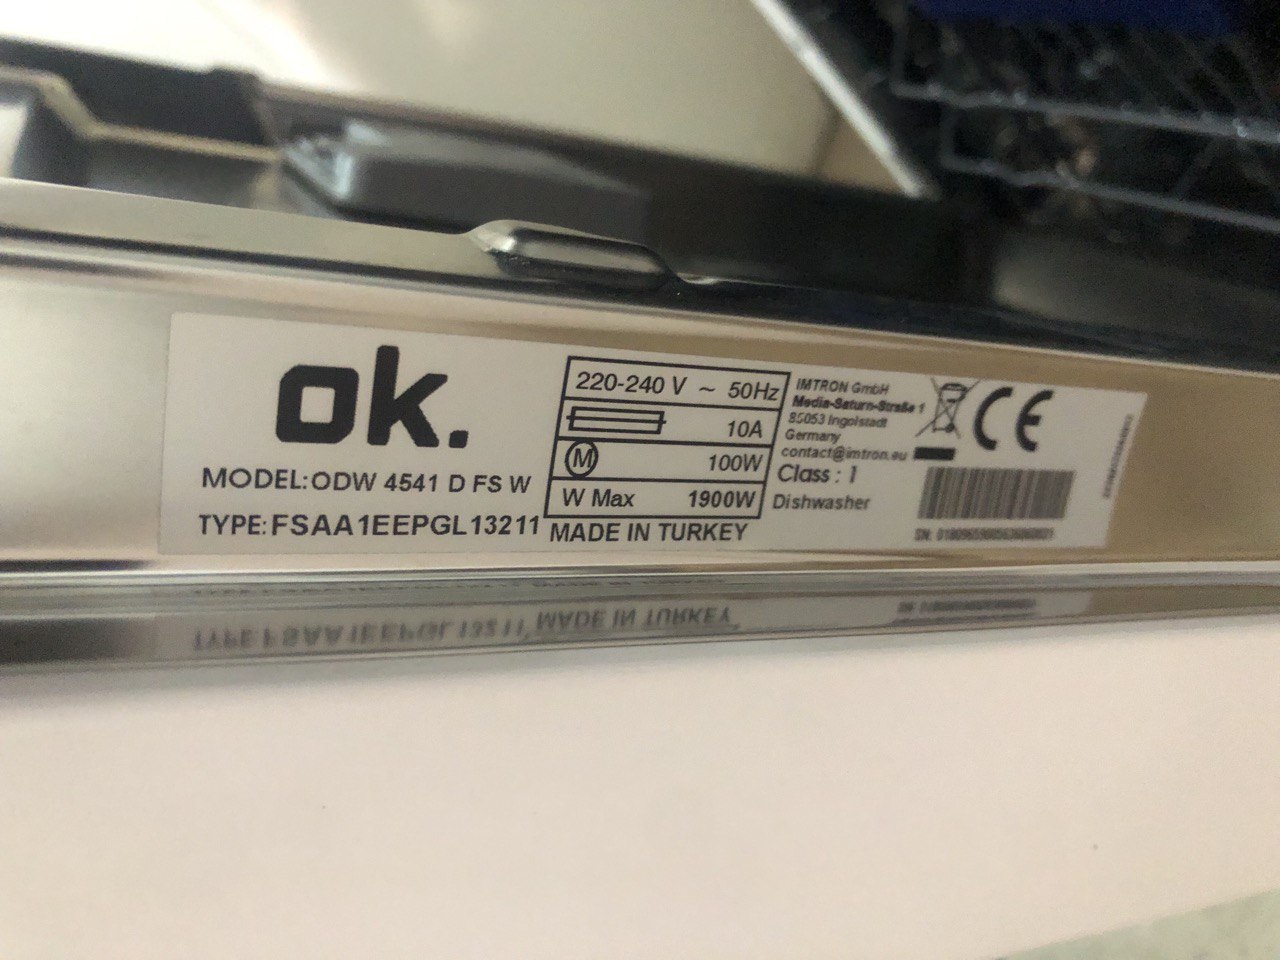 ok.
MODEL:ODW 4541 D FS W
TYPE:FSAA1EEPGL13211
220-240 V ~ 50Hz
10A
M 100W
W Max 1900W
MADE IN TURKEY
IMTRON GmbH
Media-Saturn-Straße 1
85053 Ingolstadt
Germany
contact@imtron.eu
Class : I
Dishwasher
CE
SN: